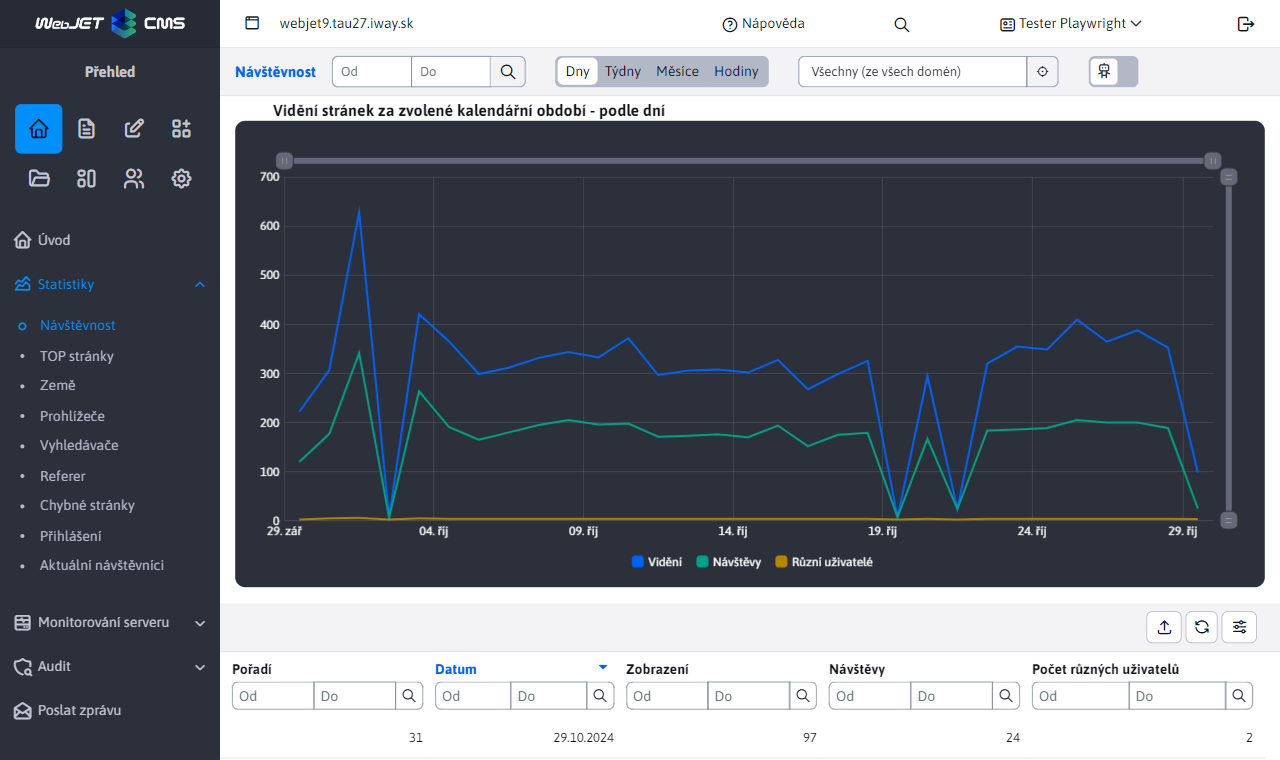 WebJET CMS
webjet9.tau27.iway.sk
Nápověda
Tester Playwright
Přehled
Návštěvnost
Od
Do
Dny
Týdny
Měsíce
Hodiny
Všechny (ze všech domén)
Úvod
Statistiky
Návštěvnost
TOP stránky
Země
Prohlížeče
Vyhledávače
Referer
Chybné stránky
Přihlášení
Aktuální návštěvníci
Monitorování serveru
Audit
Poslat zprávu
Vidění stránek za zvolené kalendářní období - podle dní
700
600
500
400
300
200
100
0
29. zář
04. říj
09. říj
14. říj
19. říj
24. říj
29. říj
Vidění
Návštěvy
Různí uživatelé
Pořadí
Datum
Zobrazení
Návštěvy
Počet různých uživatelů
Od
Do
Od
Do
Od
Do
Od
Do
Od
Do
31
29.10.2024
97
24
2